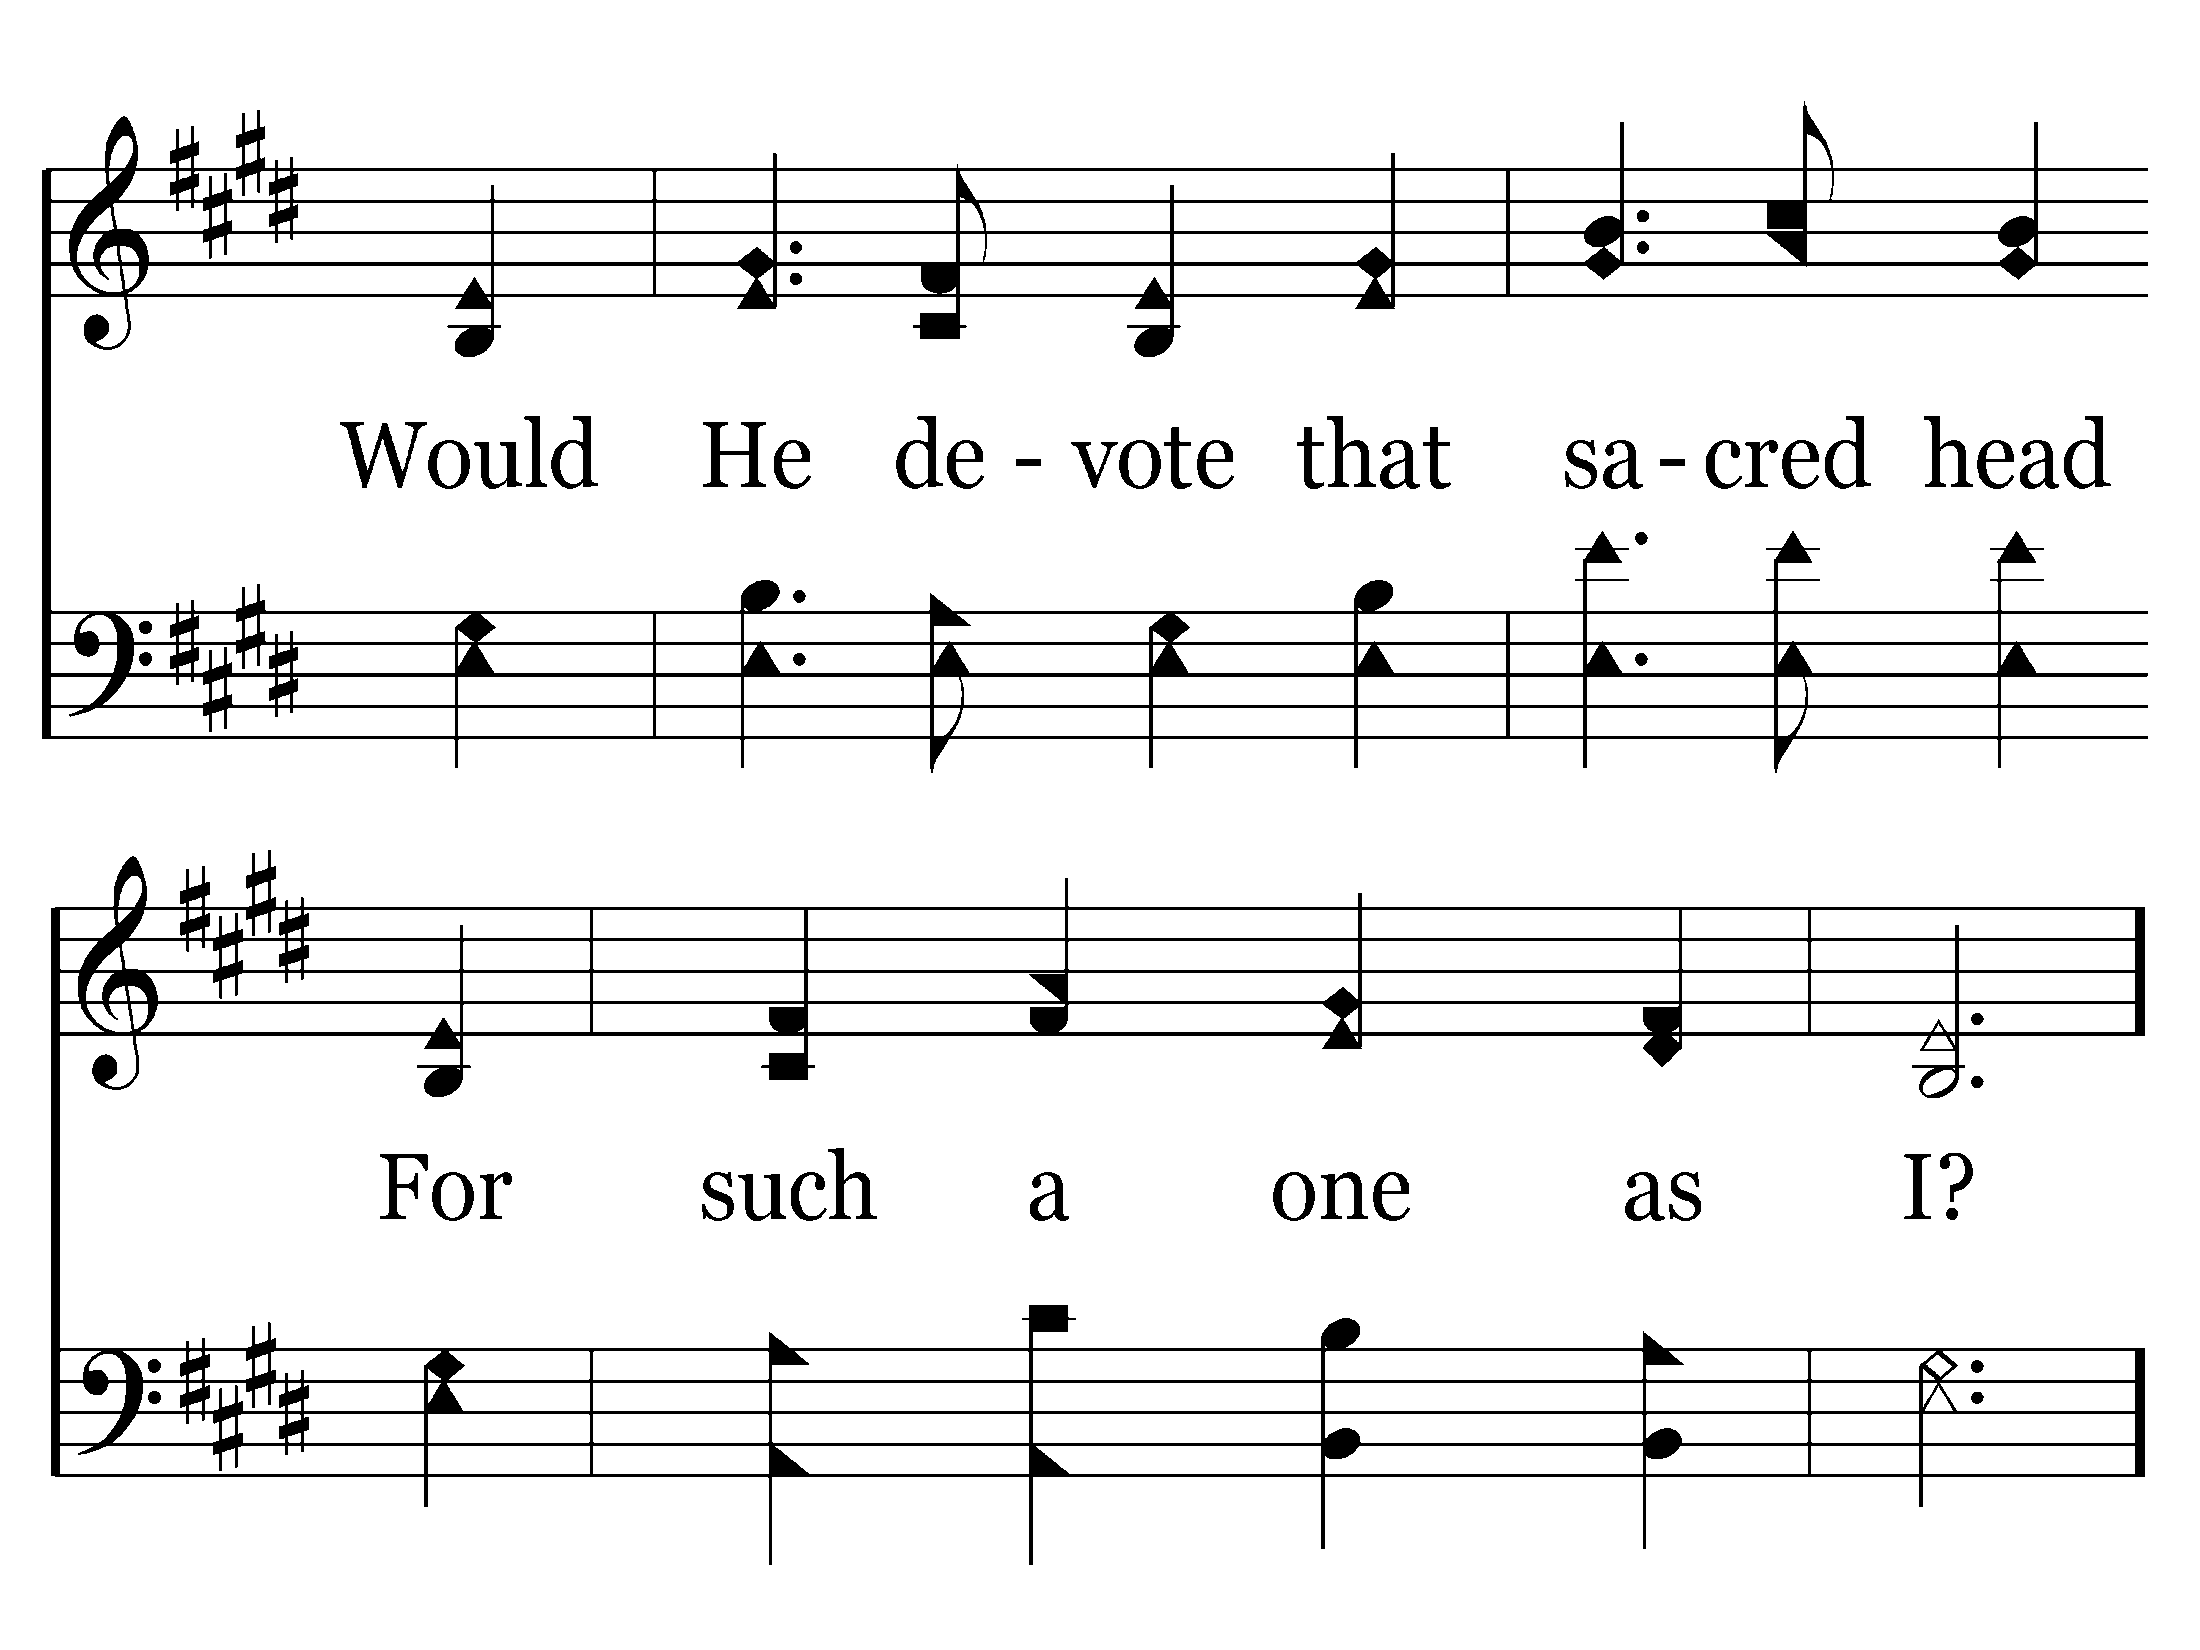 Would He de - vote that sa - cred head
For such a one as I?